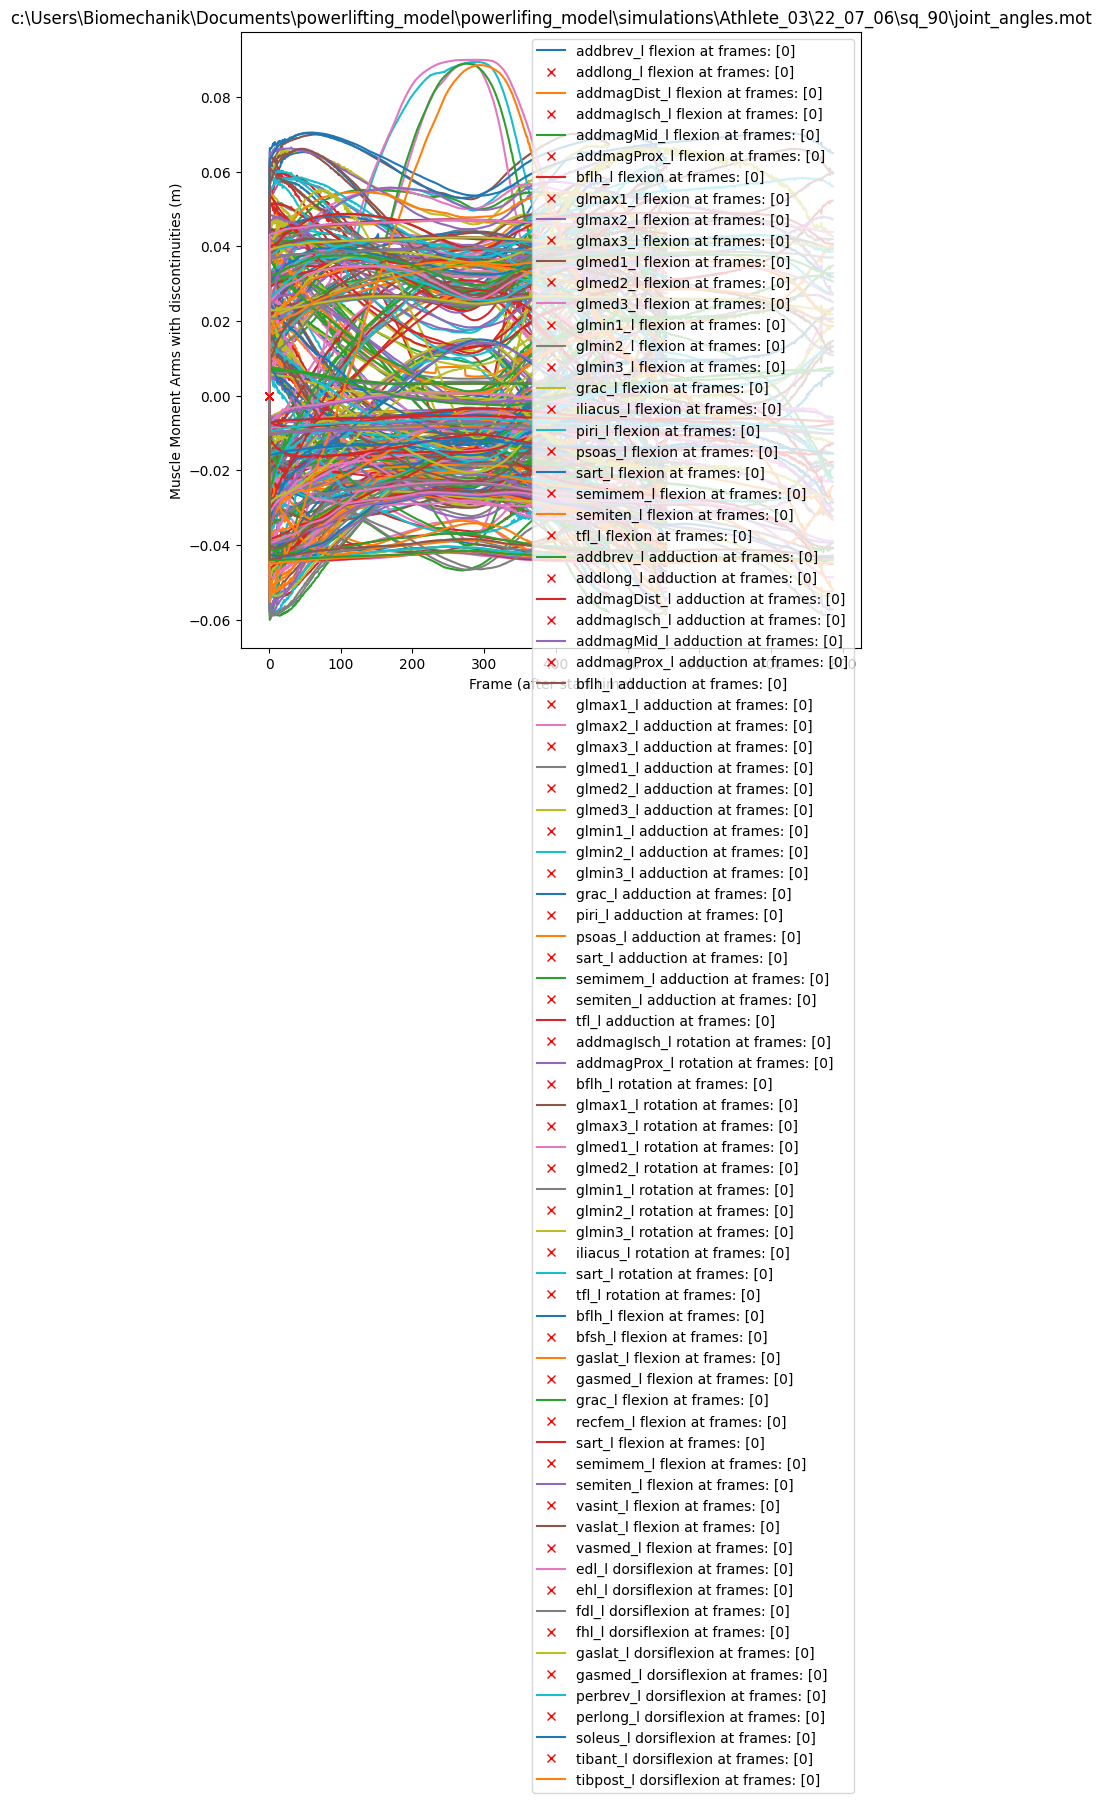 c:\Users\Biomechanik\Documents\powerlifting_model\powerlifing_model\simulations\Athlete_03\22_07_06\sq_90\joint_angles.mot
Muscle Moment Arms with discontinuities (m)
0.08
0.06
0.04
0.02
0.00
−0.02
−0.04
−0.06
0
100
200
300
400
Frame (after start time)
addbrev_l flexion at frames: [0]
addlong_l flexion at frames: [0]
addmagDist_l flexion at frames: [0]
addmagIsch_l flexion at frames: [0]
addmagMid_l flexion at frames: [0]
addmagProx_l flexion at frames: [0]
bflh_l flexion at frames: [0]
glmax1_l flexion at frames: [0]
glmax2_l flexion at frames: [0]
glmax3_l flexion at frames: [0]
glmed1_l flexion at frames: [0]
glmed2_l flexion at frames: [0]
glmed3_l flexion at frames: [0]
glmin1_l flexion at frames: [0]
glmin2_l flexion at frames: [0]
glmin3_l flexion at frames: [0]
grac_l flexion at frames: [0]
iliacus_l flexion at frames: [0]
piri_l flexion at frames: [0]
psoas_l flexion at frames: [0]
sart_l flexion at frames: [0]
semimem_l flexion at frames: [0]
semiten_l flexion at frames: [0]
tfl_l flexion at frames: [0]
addbrev_l adduction at frames: [0]
addlong_l adduction at frames: [0]
addmagDist_l adduction at frames: [0]
addmagIsch_l adduction at frames: [0]
addmagMid_l adduction at frames: [0]
addmagProx_l adduction at frames: [0]
bflh_l adduction at frames: [0]
glmax1_l adduction at frames: [0]
glmax2_l adduction at frames: [0]
glmax3_l adduction at frames: [0]
glmed1_l adduction at frames: [0]
glmed2_l adduction at frames: [0]
glmed3_l adduction at frames: [0]
glmin1_l adduction at frames: [0]
glmin2_l adduction at frames: [0]
glmin3_l adduction at frames: [0]
grac_l adduction at frames: [0]
piri_l adduction at frames: [0]
psoas_l adduction at frames: [0]
sart_l adduction at frames: [0]
semimem_l adduction at frames: [0]
semiten_l adduction at frames: [0]
tfl_l adduction at frames: [0]
addmagIsch_l rotation at frames: [0]
addmagProx_l rotation at frames: [0]
bflh_l rotation at frames: [0]
glmax1_l rotation at frames: [0]
glmax3_l rotation at frames: [0]
glmed1_l rotation at frames: [0]
glmed2_l rotation at frames: [0]
glmin1_l rotation at frames: [0]
glmin2_l rotation at frames: [0]
glmin3_l rotation at frames: [0]
iliacus_l rotation at frames: [0]
sart_l rotation at frames: [0]
tfl_l rotation at frames: [0]
bflh_l flexion at frames: [0]
bfsh_l flexion at frames: [0]
gaslat_l flexion at frames: [0]
gasmed_l flexion at frames: [0]
grac_l flexion at frames: [0]
recfem_l flexion at frames: [0]
sart_l flexion at frames: [0]
semimem_l flexion at frames: [0]
semiten_l flexion at frames: [0]
vasint_l flexion at frames: [0]
vaslat_l flexion at frames: [0]
vasmed_l flexion at frames: [0]
edl_l dorsiflexion at frames: [0]
ehl_l dorsiflexion at frames: [0]
fdl_l dorsiflexion at frames: [0]
fhl_l dorsiflexion at frames: [0]
gaslat_l dorsiflexion at frames: [0]
gasmed_l dorsiflexion at frames: [0]
perbrev_l dorsiflexion at frames: [0]
perlong_l dorsiflexion at frames: [0]
soleus_l dorsiflexion at frames: [0]
tibant_l dorsiflexion at frames: [0]
tibpost_l dorsiflexion at frames: [0]